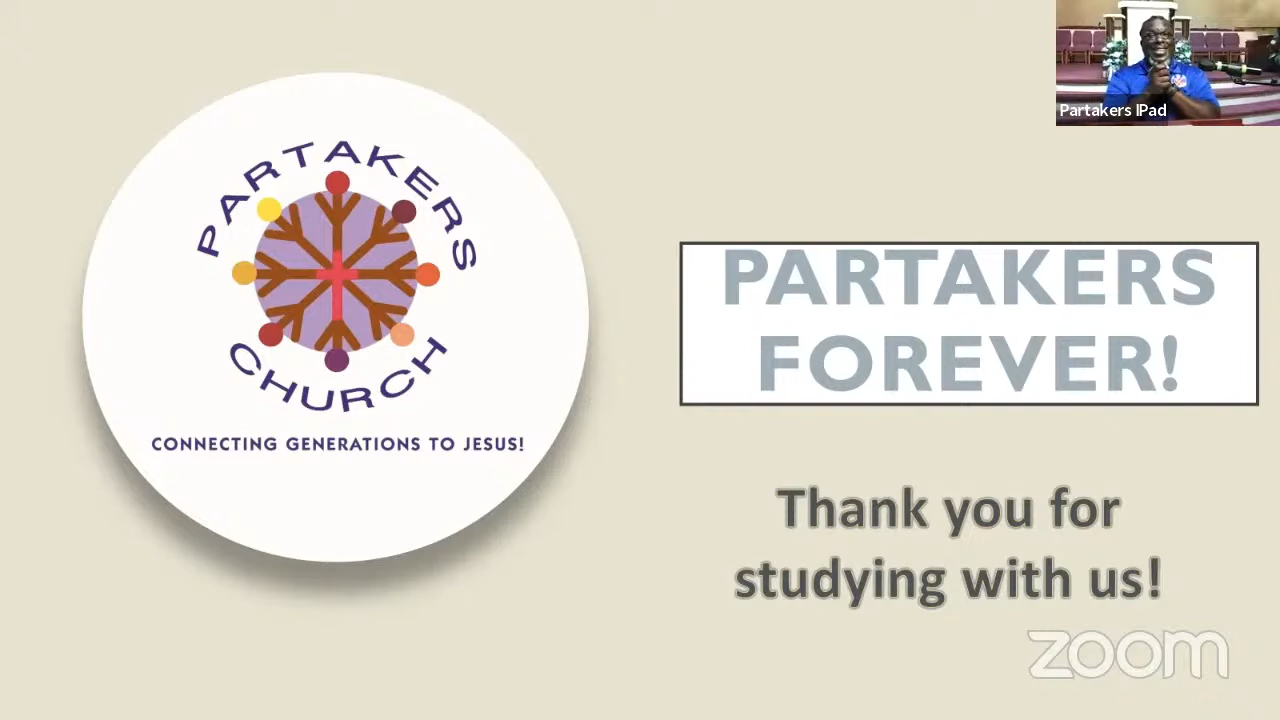 PARTAKERS
CHURCH
CONNECTING GENERATIONS TO JESUS!
Partakers IPad
PARTAKERS
FOREVER!
Thank you for
studying with us!
zoom